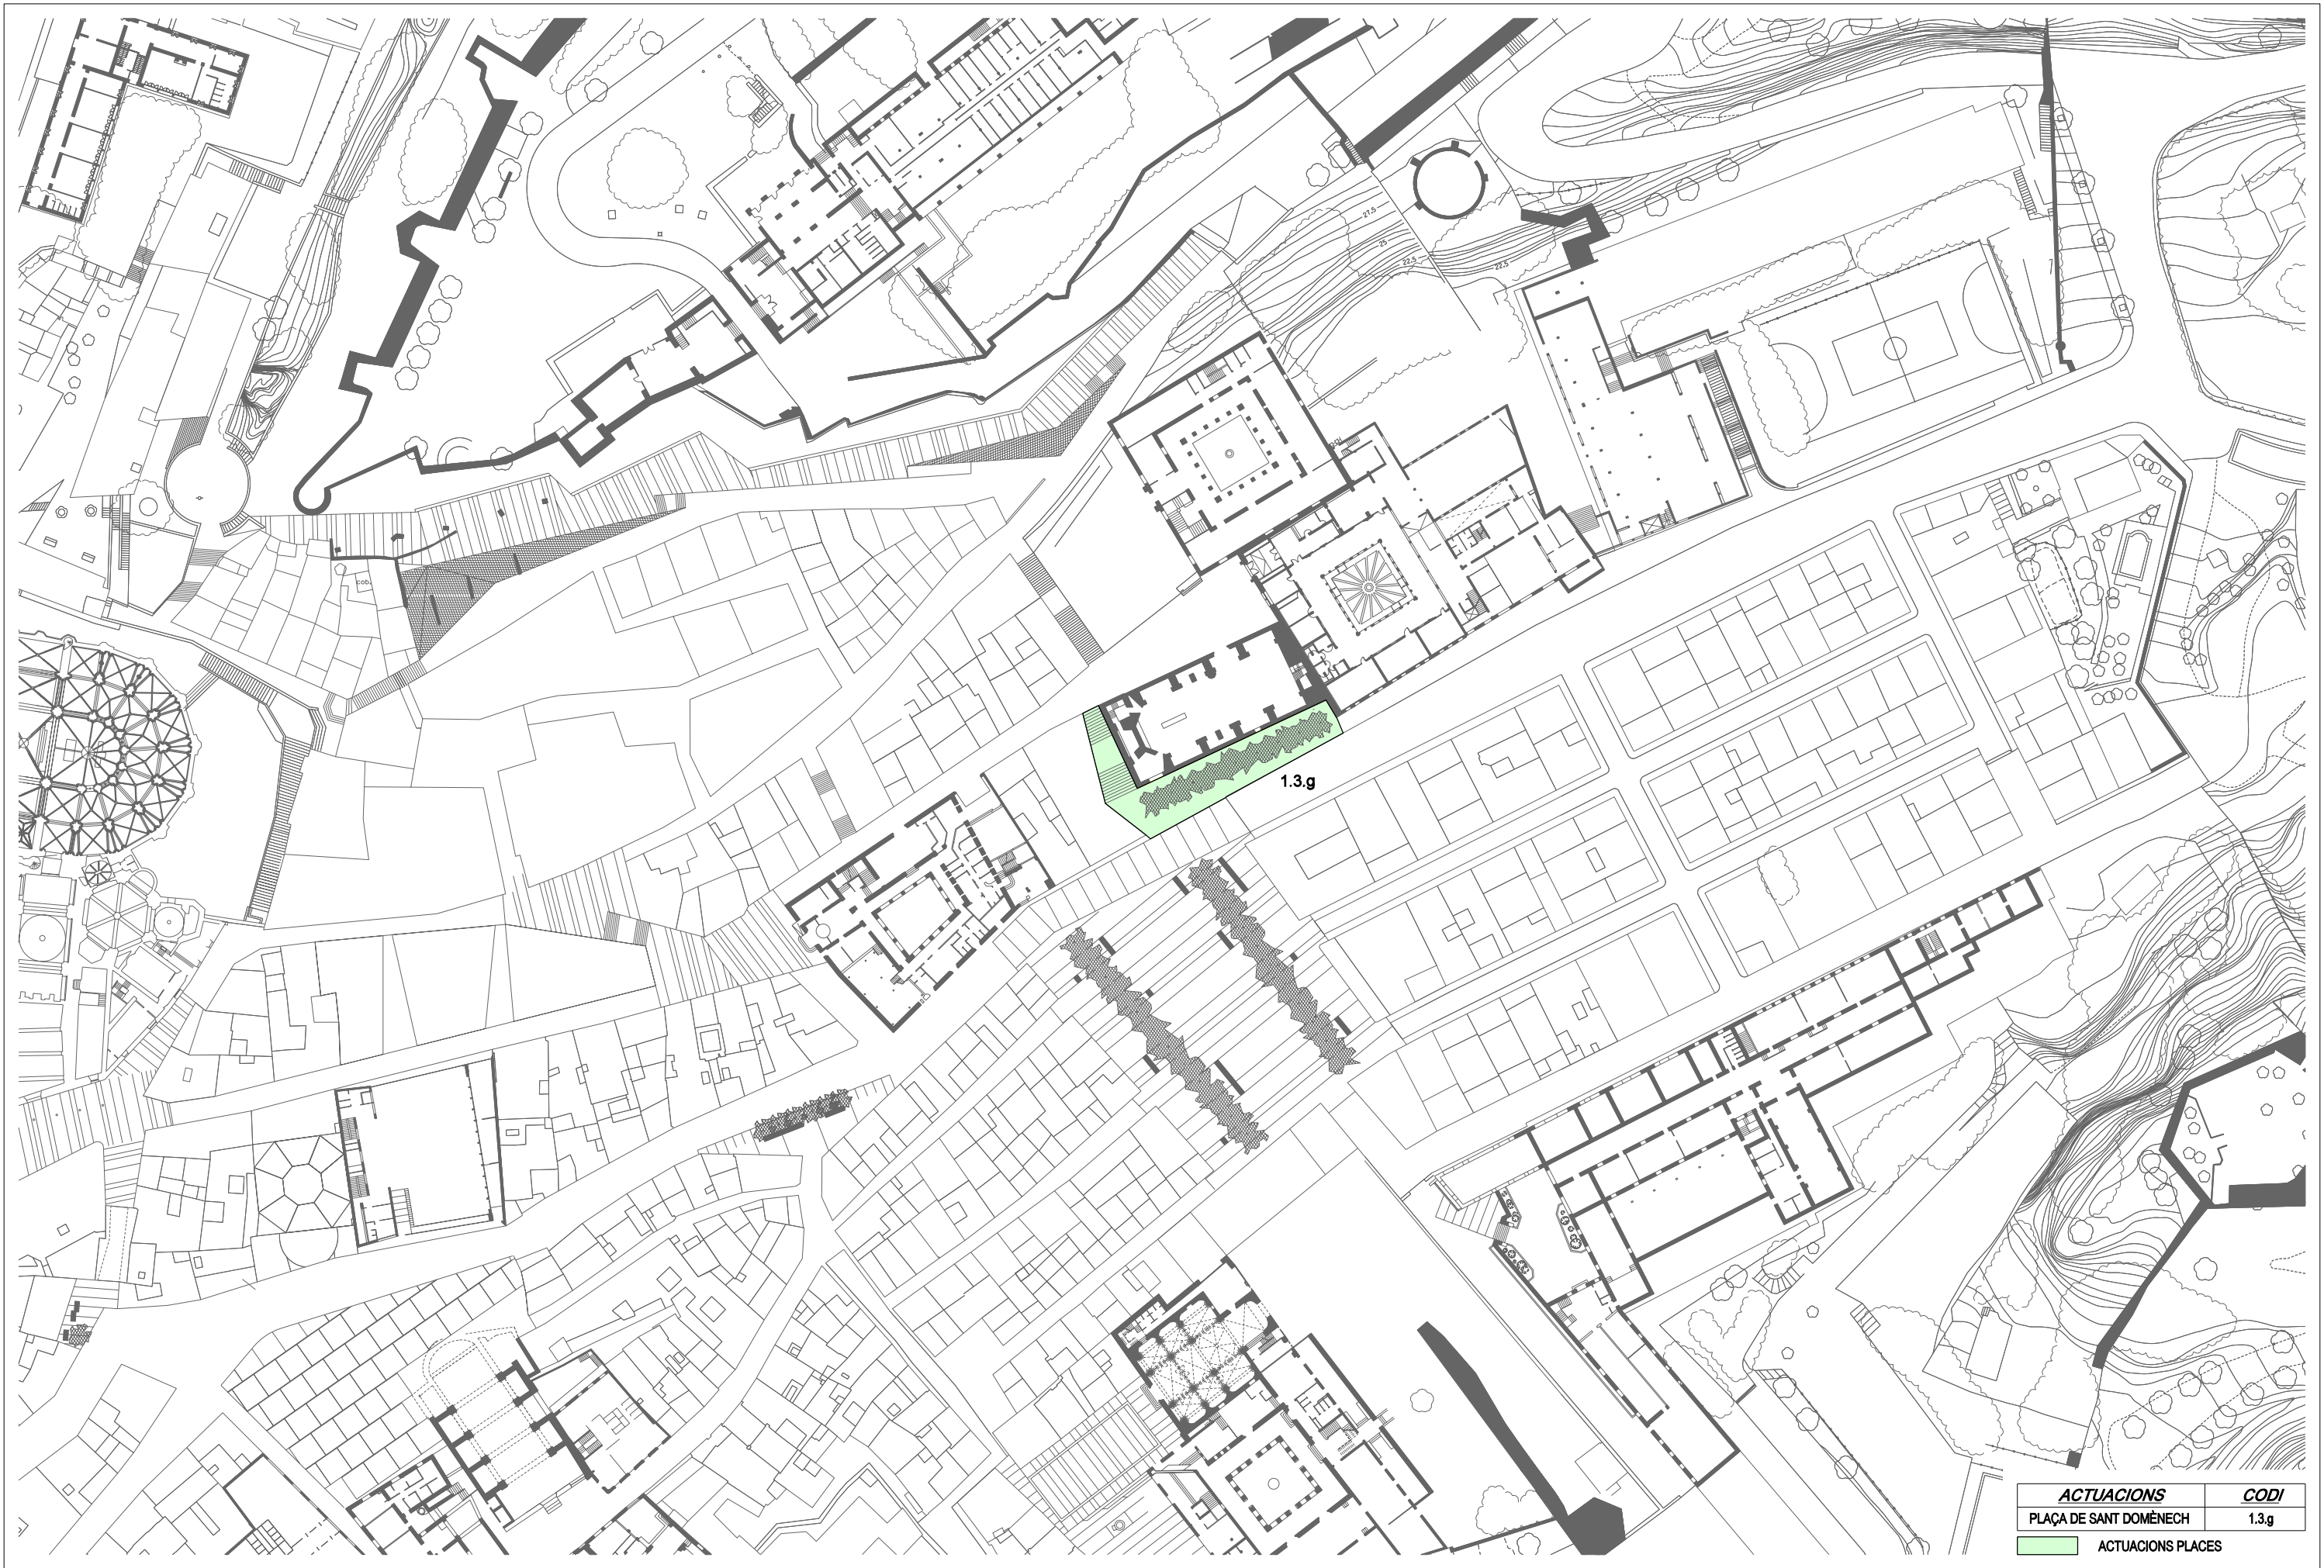 27,5
25
22,5
22,5
cob.
1.3.g
ACTUACIONS CODI
PLAÇA DE SANT DOMÈNECH 1.3.g
ACTUACIONS PLACES